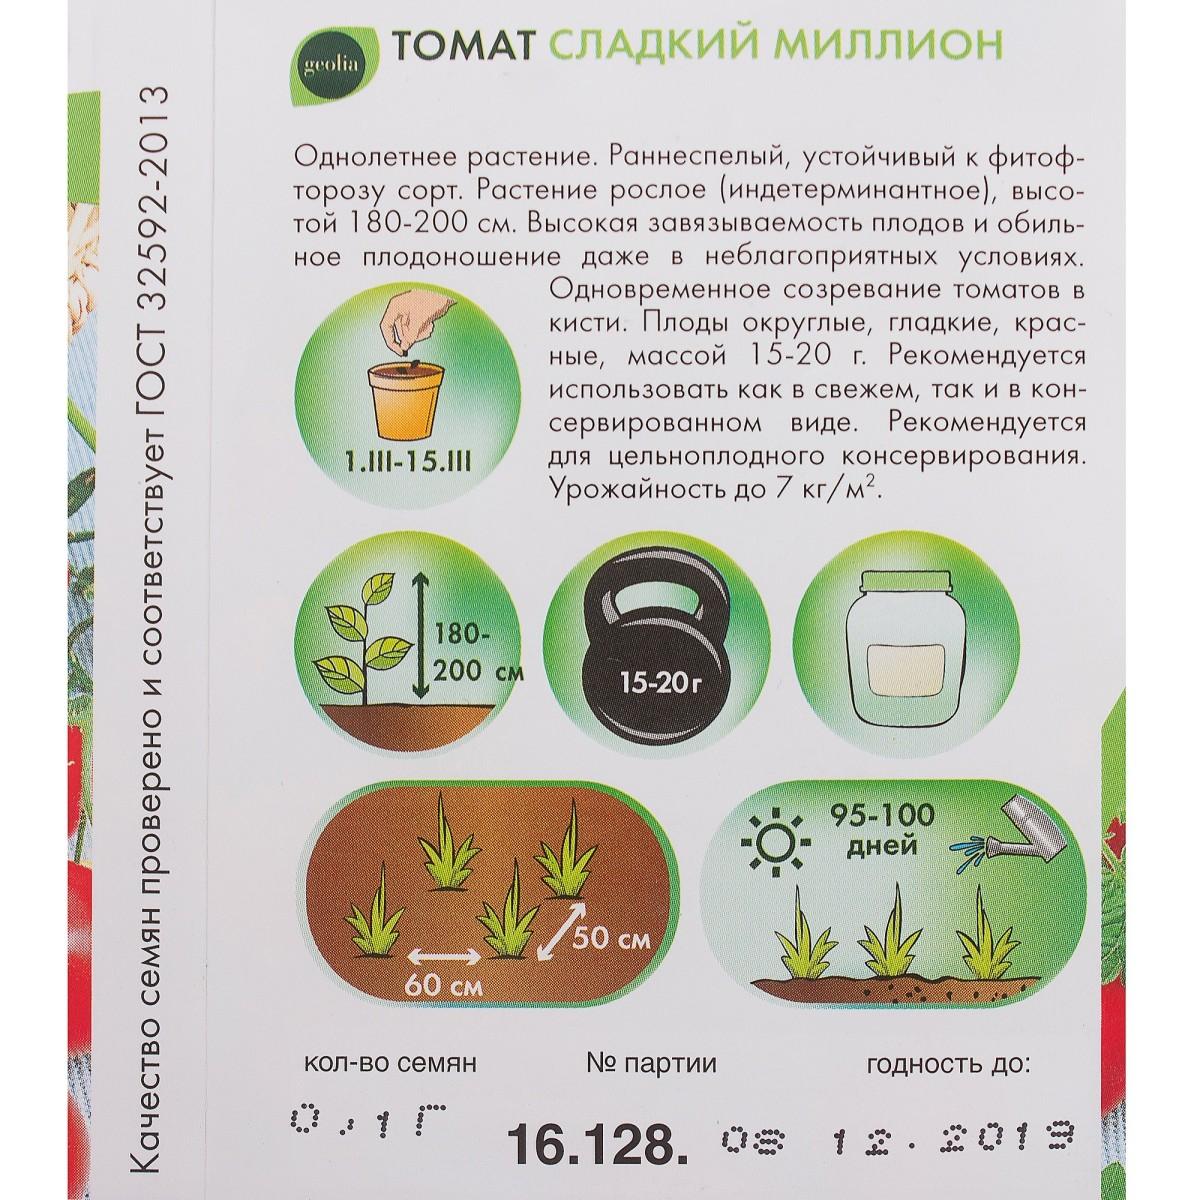 geolia
ТОМАТ СЛАДКИЙ МИЛЛИОН
Однолетнее растение. Раннеспелый, устойчивый к фитоф-
торозу сорт. Растение рослое (индетерминантное), высо-
той 180-200 см. Высокая завязываемость плодов и обиль-
ное плодоношение даже в неблагоприятных условиях.
Одновременное созревание томатов в
кисти. Плоды округлые, гладкие, крас-
ные, массой 15-20 г. Рекомендуется
использовать как в свежем, так и в кон-
сервированном виде. Рекомендуется
для цельноплодного консервирования.
Урожайность до 7 кг/м².
1.III-15.III
180-
200 см
15-20г
50 см
60 см
95-100
дней
кол-во семян № партии годность до:
0,1Г 16.128. 08 12.2019
Качество семян проверено и соответствует ГОСТ 32592-2013